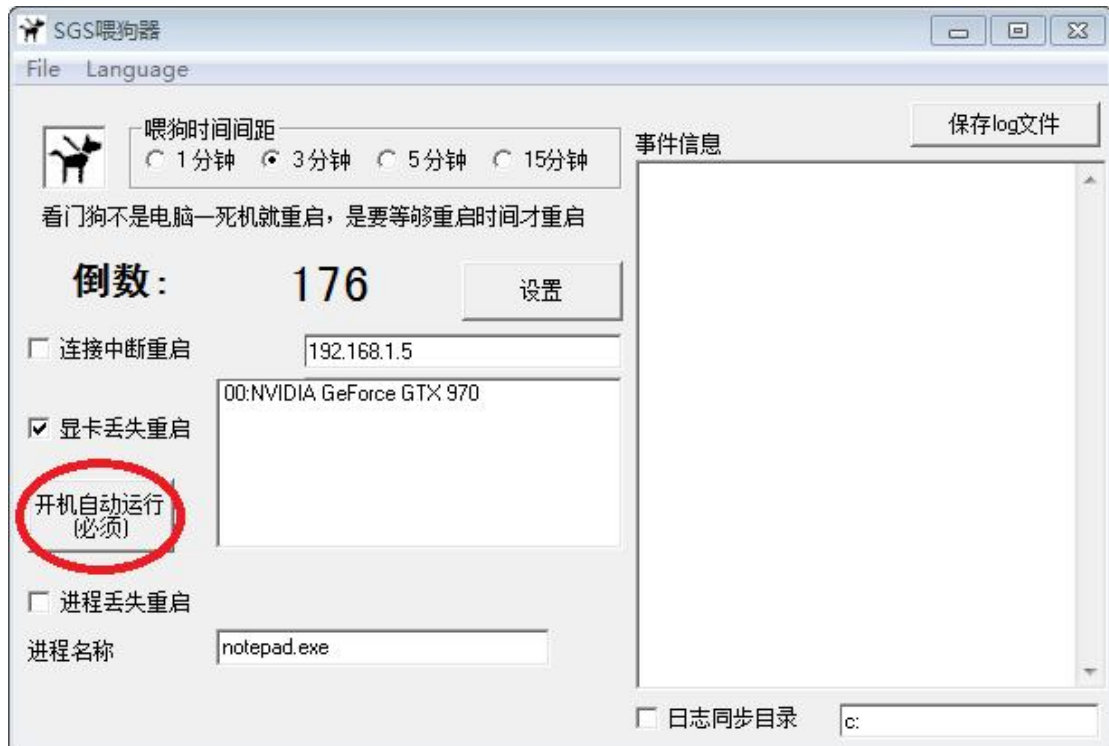 SGS喂狗器
File Language
保存log文件
喂狗时间间距
1分钟 3分钟 5分钟 15分钟
事件信息
看门狗不是电脑一死机就重启，是要等够重启时间才重启
倒数: 176 设置
连接中断重启 192.168.1.5
00:NVIDIA GeForce GTX 970
显卡丢失重启
开机自动运行
(必须)
进程丢失重启
进程名称 notepad.exe
日志同步目录 c: